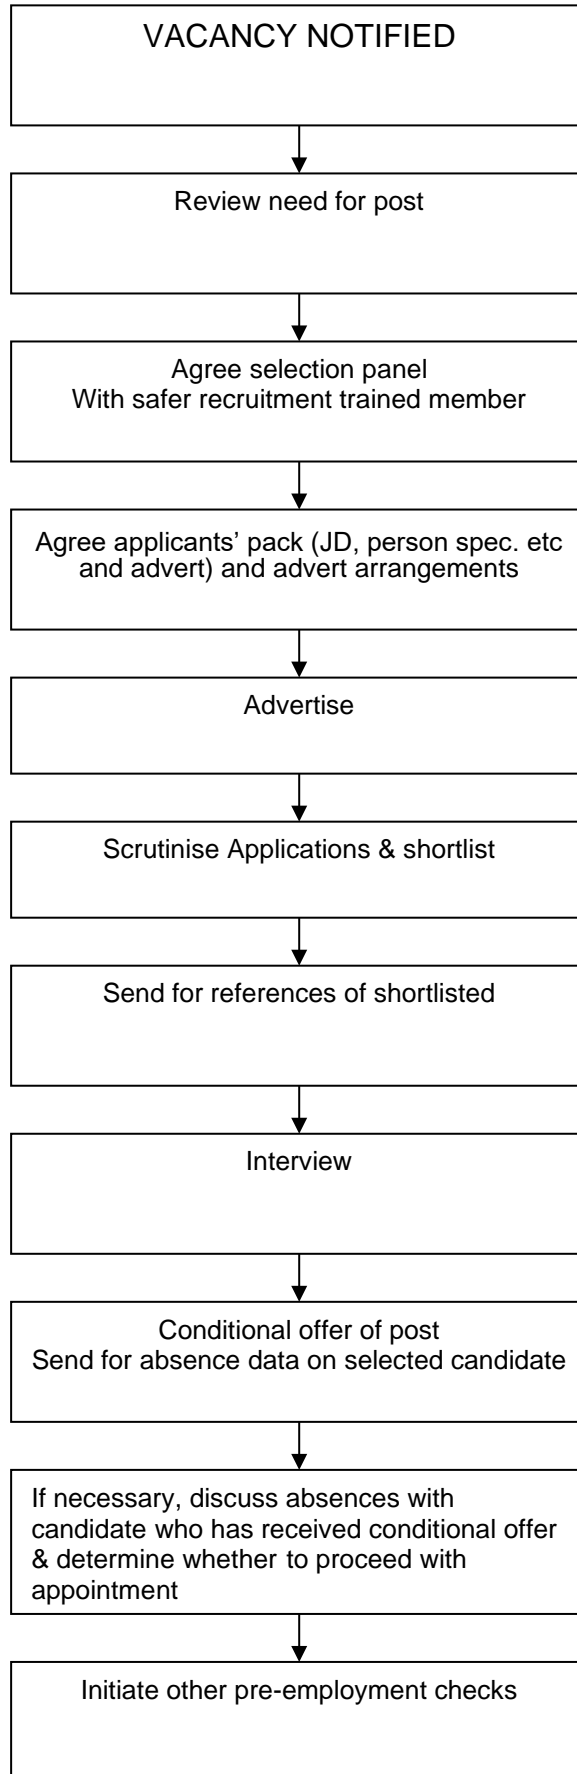 VACANCY NOTIFIED
Review need for post
Agree selection panel
With safer recruitment trained member
Agree applicants’ pack (JD, person spec. etc
and advert) and advert arrangements
Advertise
Scrutinise Applications & shortlist
Send for references of shortlisted
Interview
Conditional offer of post
Send for absence data on selected candidate
If necessary, discuss absences with
candidate who has received conditional offer
& determine whether to proceed with
appointment
Initiate other pre-employment checks